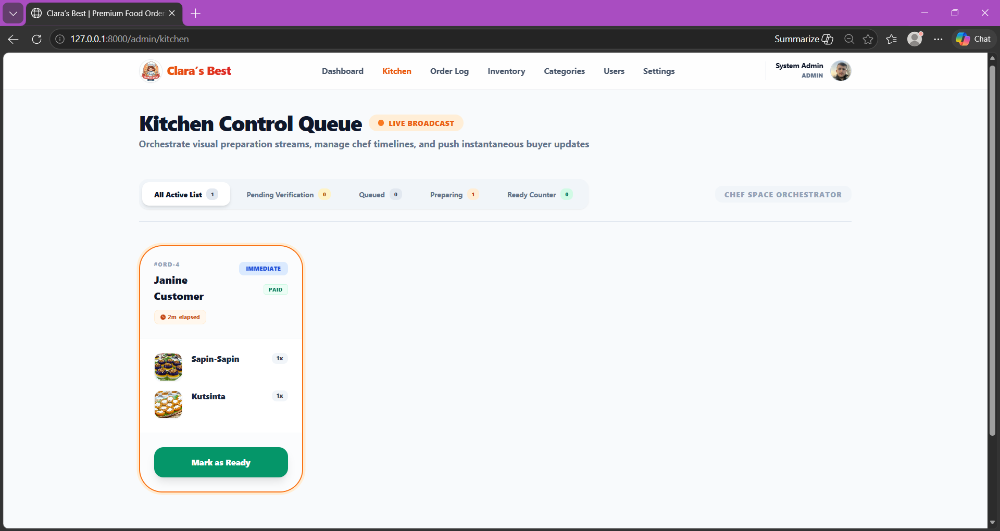 Clara's Best | Premium Food Order
127.0.0.1:8000/admin/kitchen
Summarize
Chat
Clara's Best
Dashboard
Kitchen
Order Log
Inventory
Categories
Users
Settings
System Admin
ADMIN
Kitchen Control Queue
LIVE BROADCAST
Orchestrate visual preparation streams, manage chef timelines, and push instantaneous buyer updates
All Active List 1
Pending Verification 0
Queued 0
Preparing 1
Ready Counter 0
CHEF SPACE ORCHESTRATOR
#ORD-4
IMMEDIATE
Janine
Customer
PAID
2m elapsed
Sapin-Sapin 1x
Kutsinta 1x
Mark as Ready